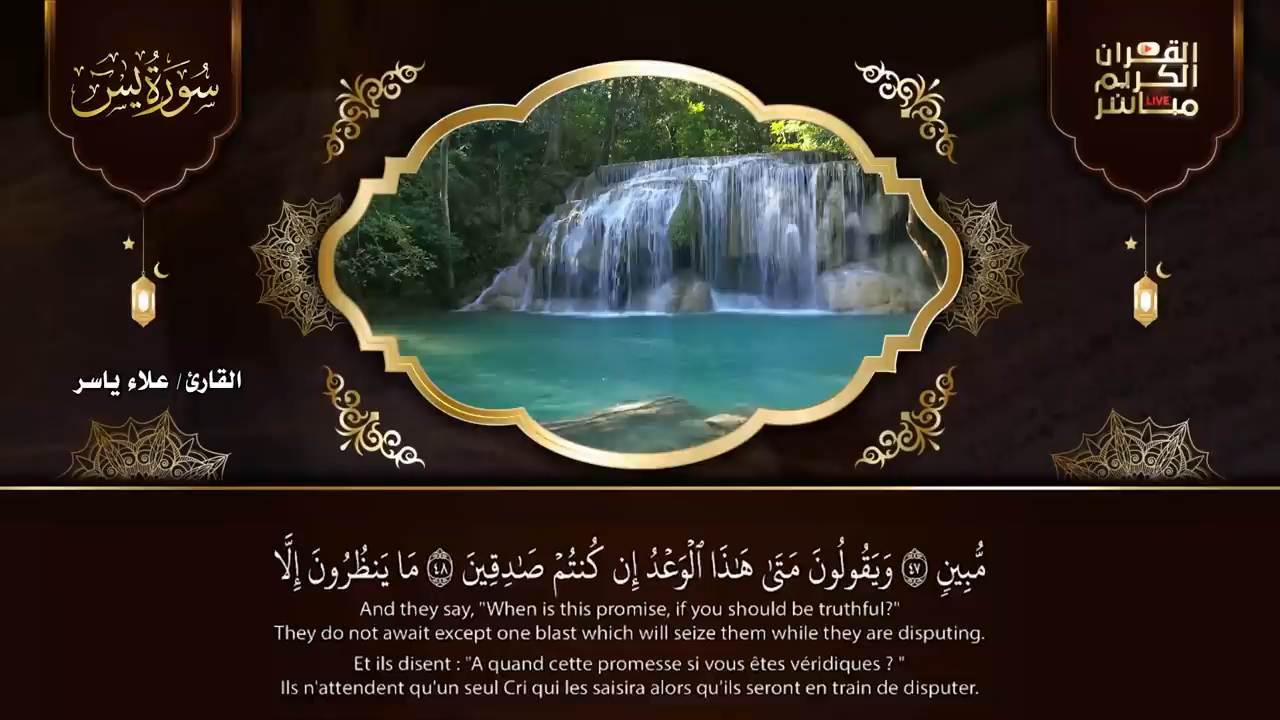 سُورَةُ يس
القرآن
الكريم
مباشر
LIVE
القارئ/ علاء ياسر
مُّبِينٖ ٤٧ وَيَقُولُونَ مَتَىٰ هَٰذَا ٱلۡوَعۡدُ إِن كُنتُمۡ صَٰدِقِينَ ٤٨ مَا يَنظُرُونَ إِلَّا
And they say, "When is this promise, if you should be truthful?"
They do not await except one blast which will seize them while they are disputing.
Et ils disent : "A quand cette promesse si vous êtes véridiques ? "
Ils n'attendent qu'un seul Cri qui les saisira alors qu'ils seront en train de disputer.